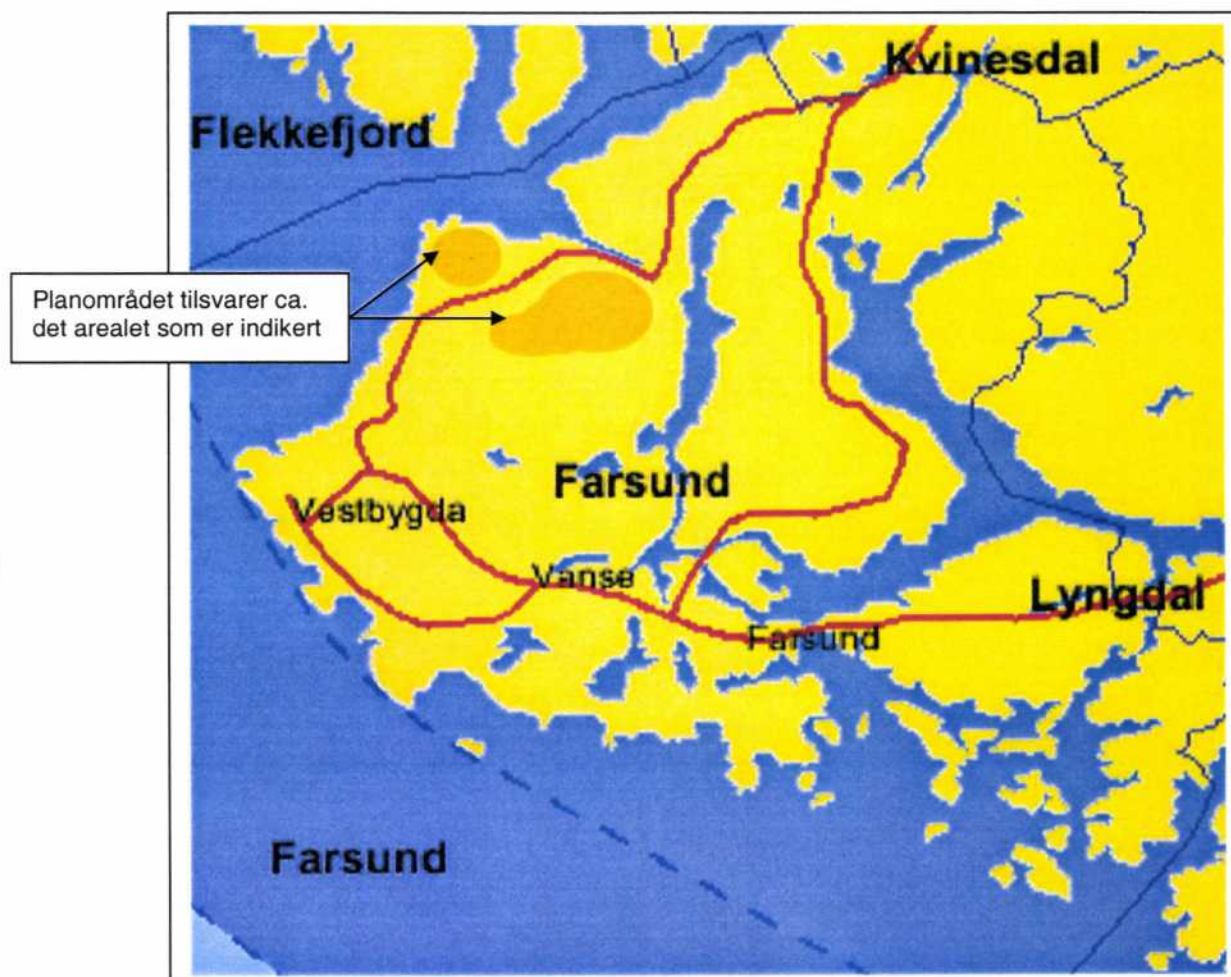 Kvinesdal
Flekkefjord
Planområdet tilsvarer ca.
det arealet som er indikert
Farsund
Vestbygda
Vanse
Lyngdal
Farsund
Farsund